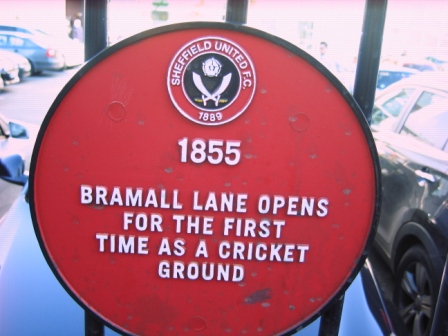 SHEFFIELD UNITED F.C.
1889
1855
BRAMALL LANE OPENS
FOR THE FIRST
TIME AS A CRICKET
GROUND